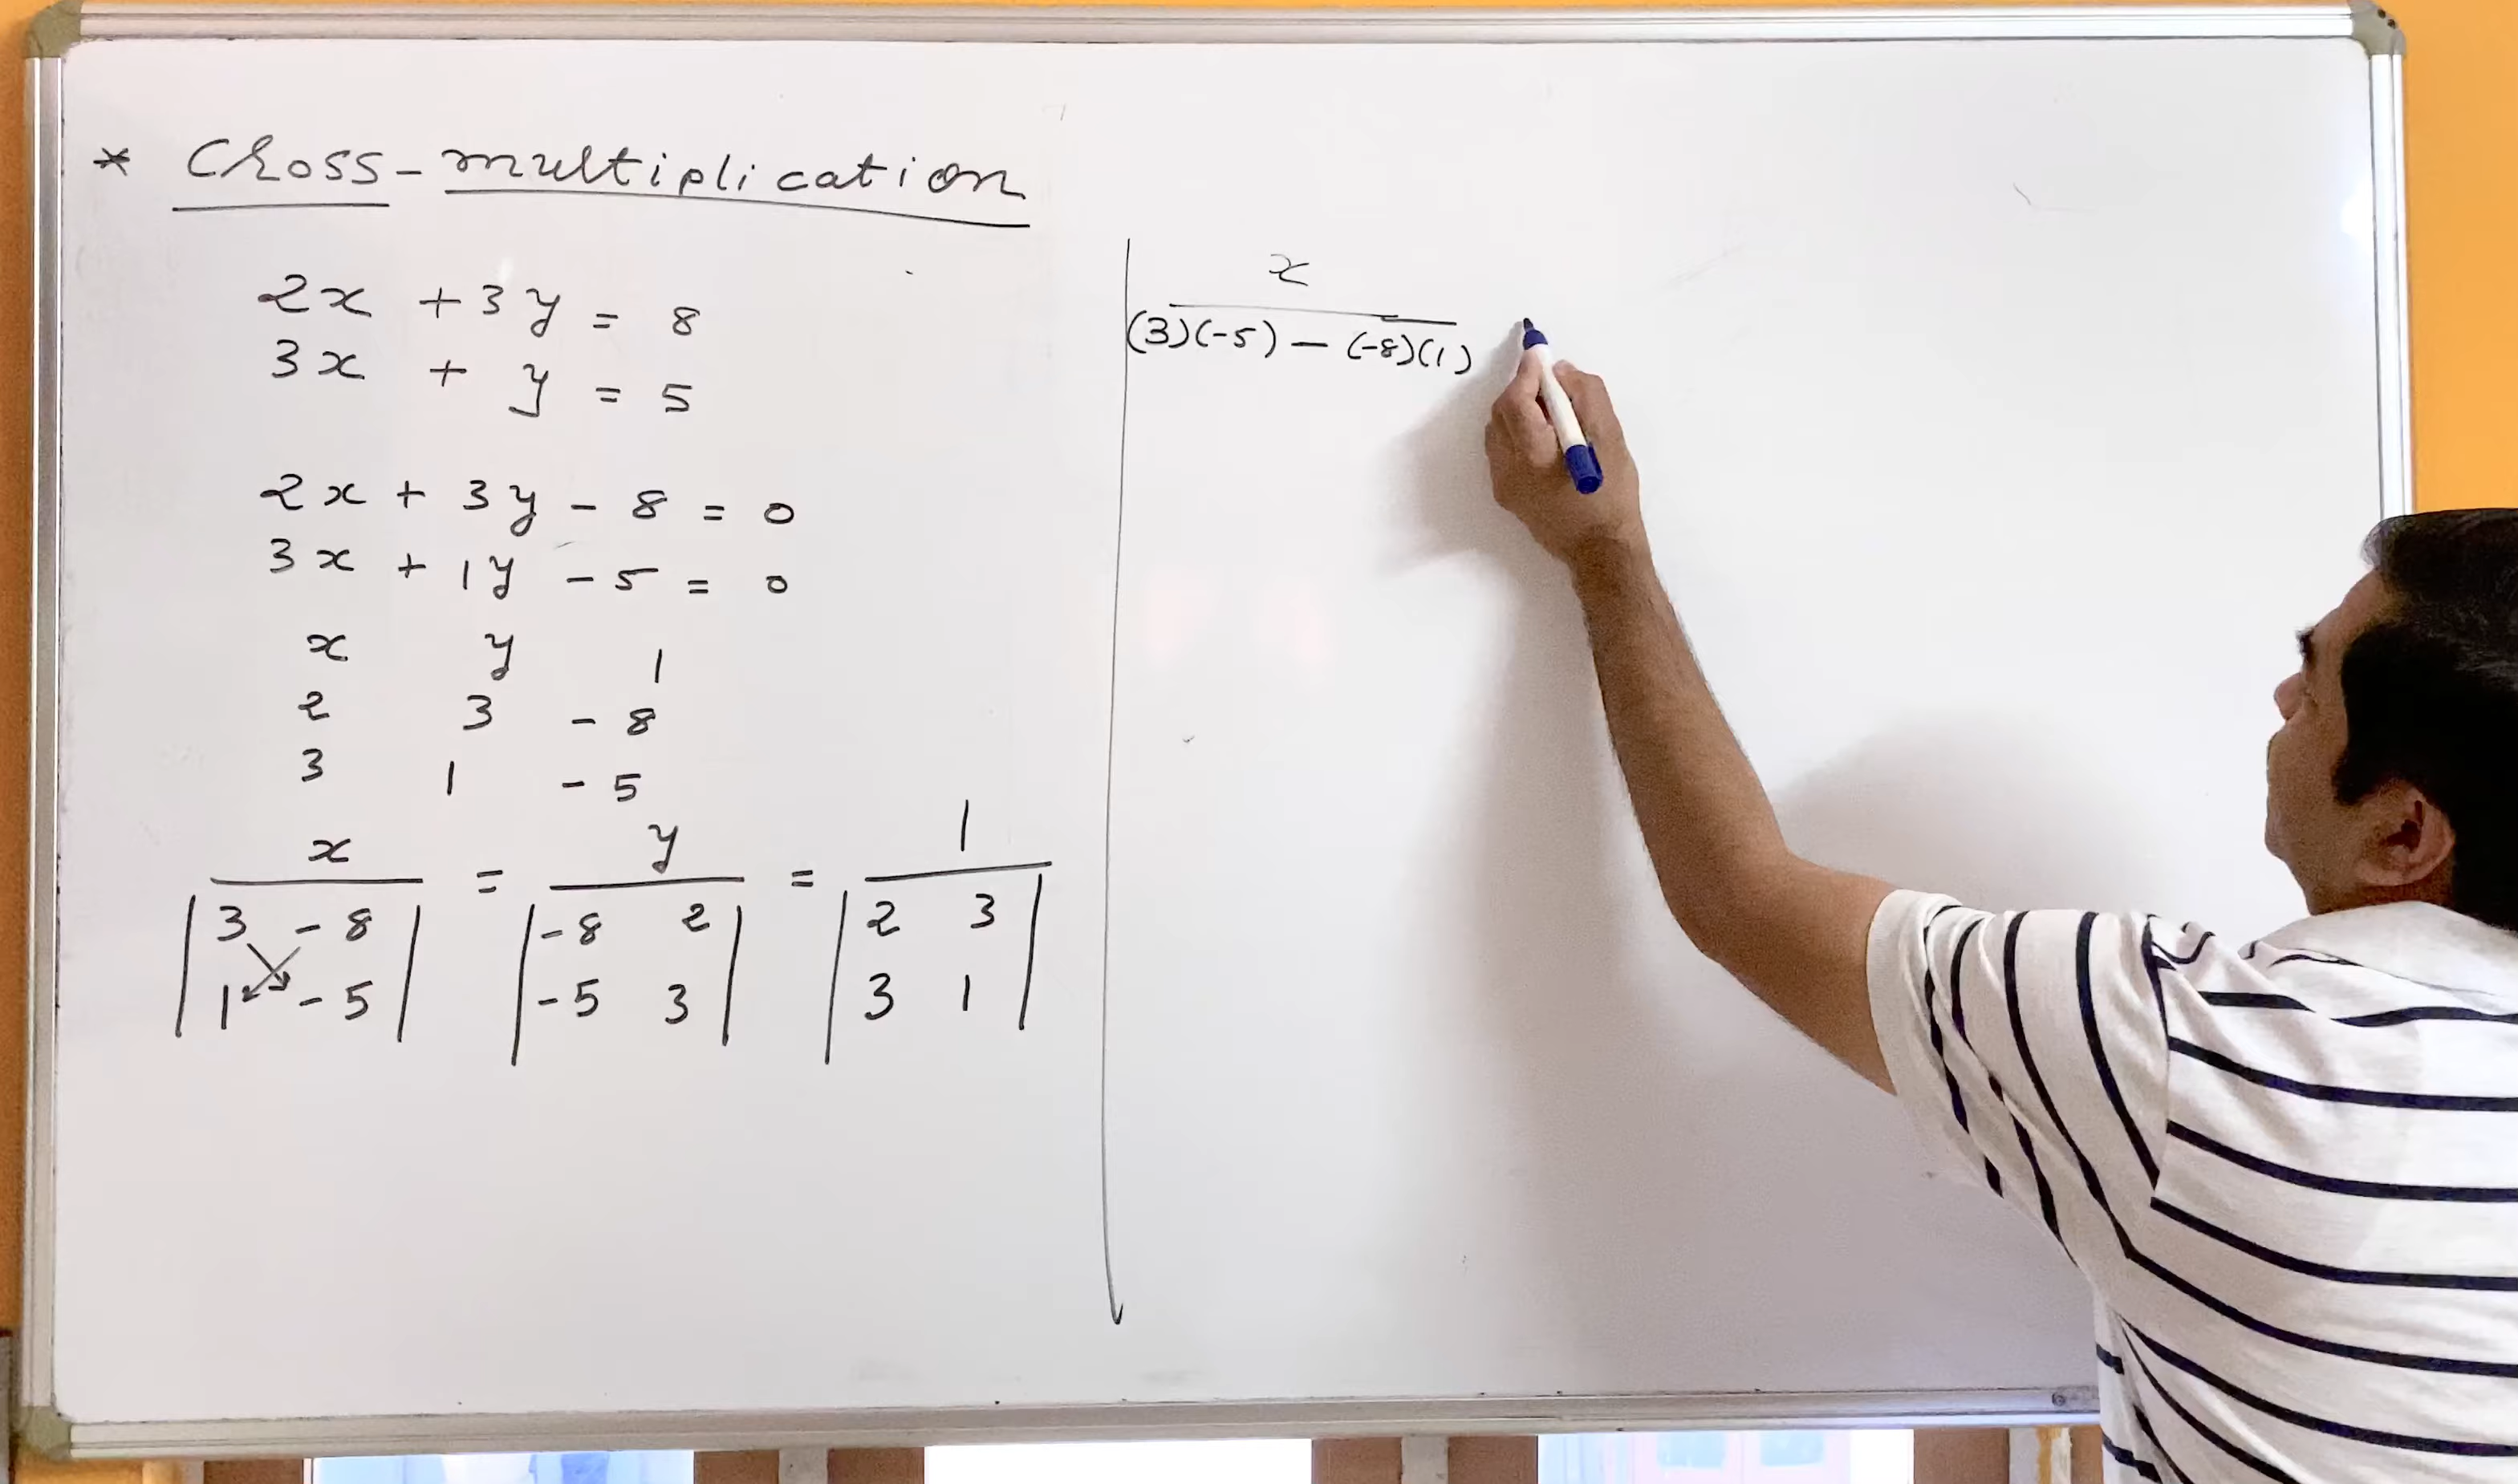 * Cross-multiplication
2x + 3y = 8
3x + y = 5
2x + 3y - 8 = 0
3x + 1y - 5 = 0
x y 1
2 3 -8
3 1 -5
x = y = 1
| 3 -8 | | -8 2 | | 2 3 |
| 1 -5 | | -5 3 | | 3 1 |
x
(3)(-5) - (-8)(1)